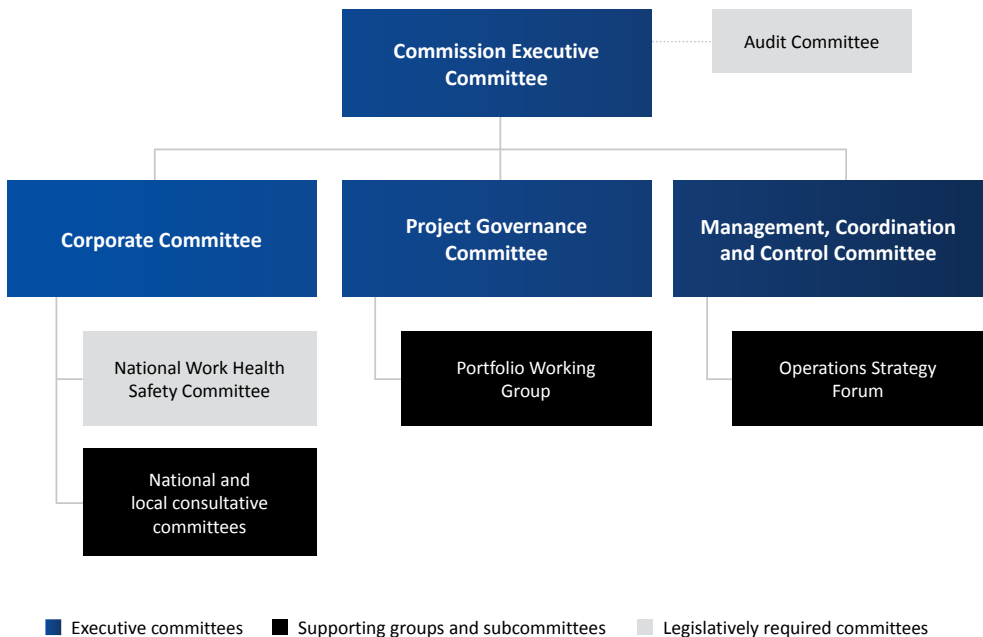 Commission Executive
Committee
Audit Committee
Corporate Committee
Project Governance
Committee
Management, Coordination
and Control Committee
National Work Health
Safety Committee
Portfolio Working
Group
Operations Strategy
Forum
National and
local consultative
committees
Executive committees
Supporting groups and subcommittees
Legislatively required committees